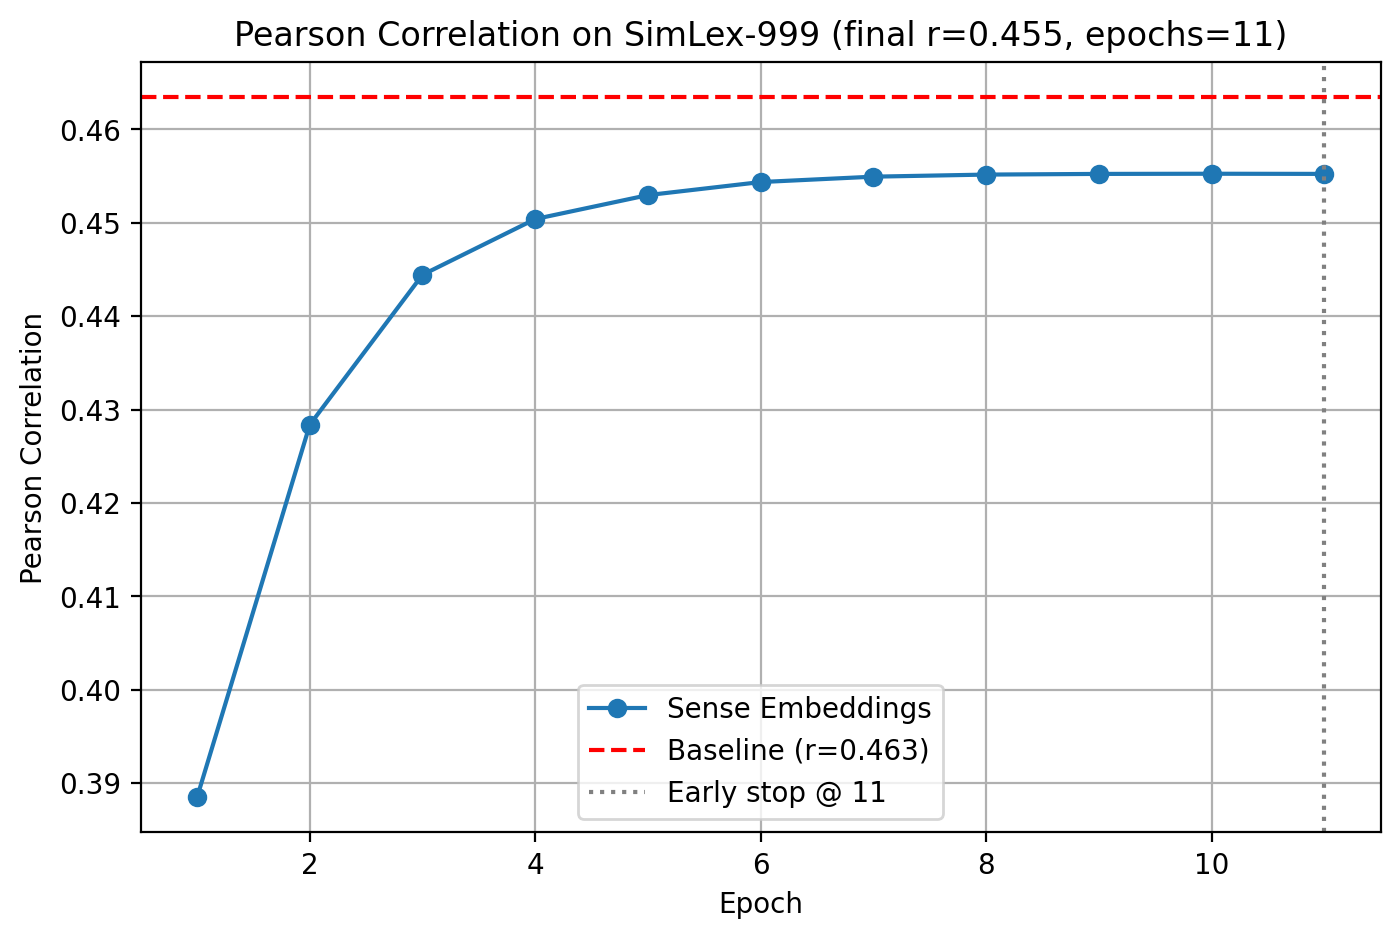 Pearson Correlation on SimLex-999 (final r=0.455, epochs=11)
Pearson Correlation
0.46
0.45
0.44
0.43
0.42
0.41
0.40
0.39
Sense Embeddings
Baseline (r=0.463)
Early stop @ 11
2 4 6 8 10
Epoch